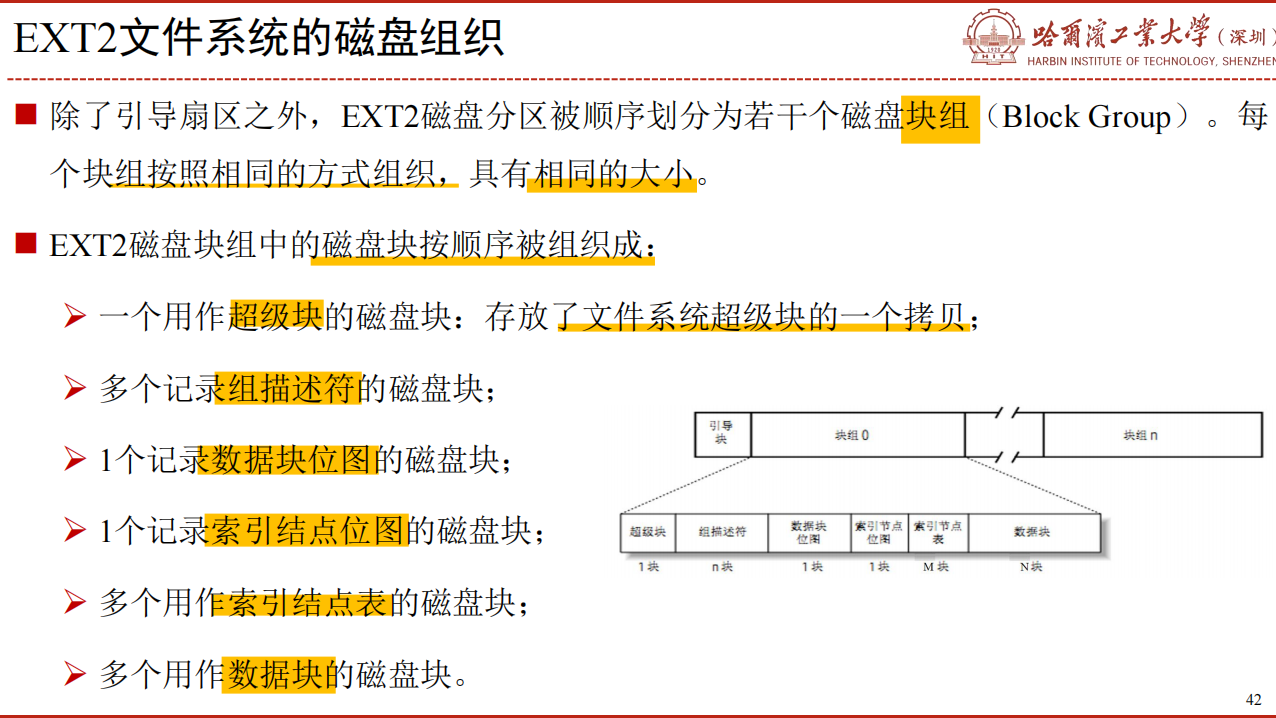 EXT2文件系统的磁盘组织
哈爾濱工業大學(深圳)
HARBIN INSTITUTE OF TECHNOLOGY, SHENZHEN
1920
HIT
除了引导扇区之外，EXT2磁盘分区被顺序划分为若干个磁盘块组（Block Group）。每
个块组按照相同的方式组织，具有相同的大小。
EXT2磁盘块组中的磁盘块按顺序被组织成：
一个用作超级块的磁盘块：存放了文件系统超级块的一个拷贝；
多个记录组描述符的磁盘块；
1个记录数据块位图的磁盘块；
1个记录索引结点位图的磁盘块；
多个用作索引结点表的磁盘块；
多个用作数据块的磁盘块。
引导
块
块组 0
块组 n
超级块
组描述符
数据块
位图
索引节点
位图
索引节点
表
数据块
1 块
n 块
1 块
1 块
M 块
N 块
42